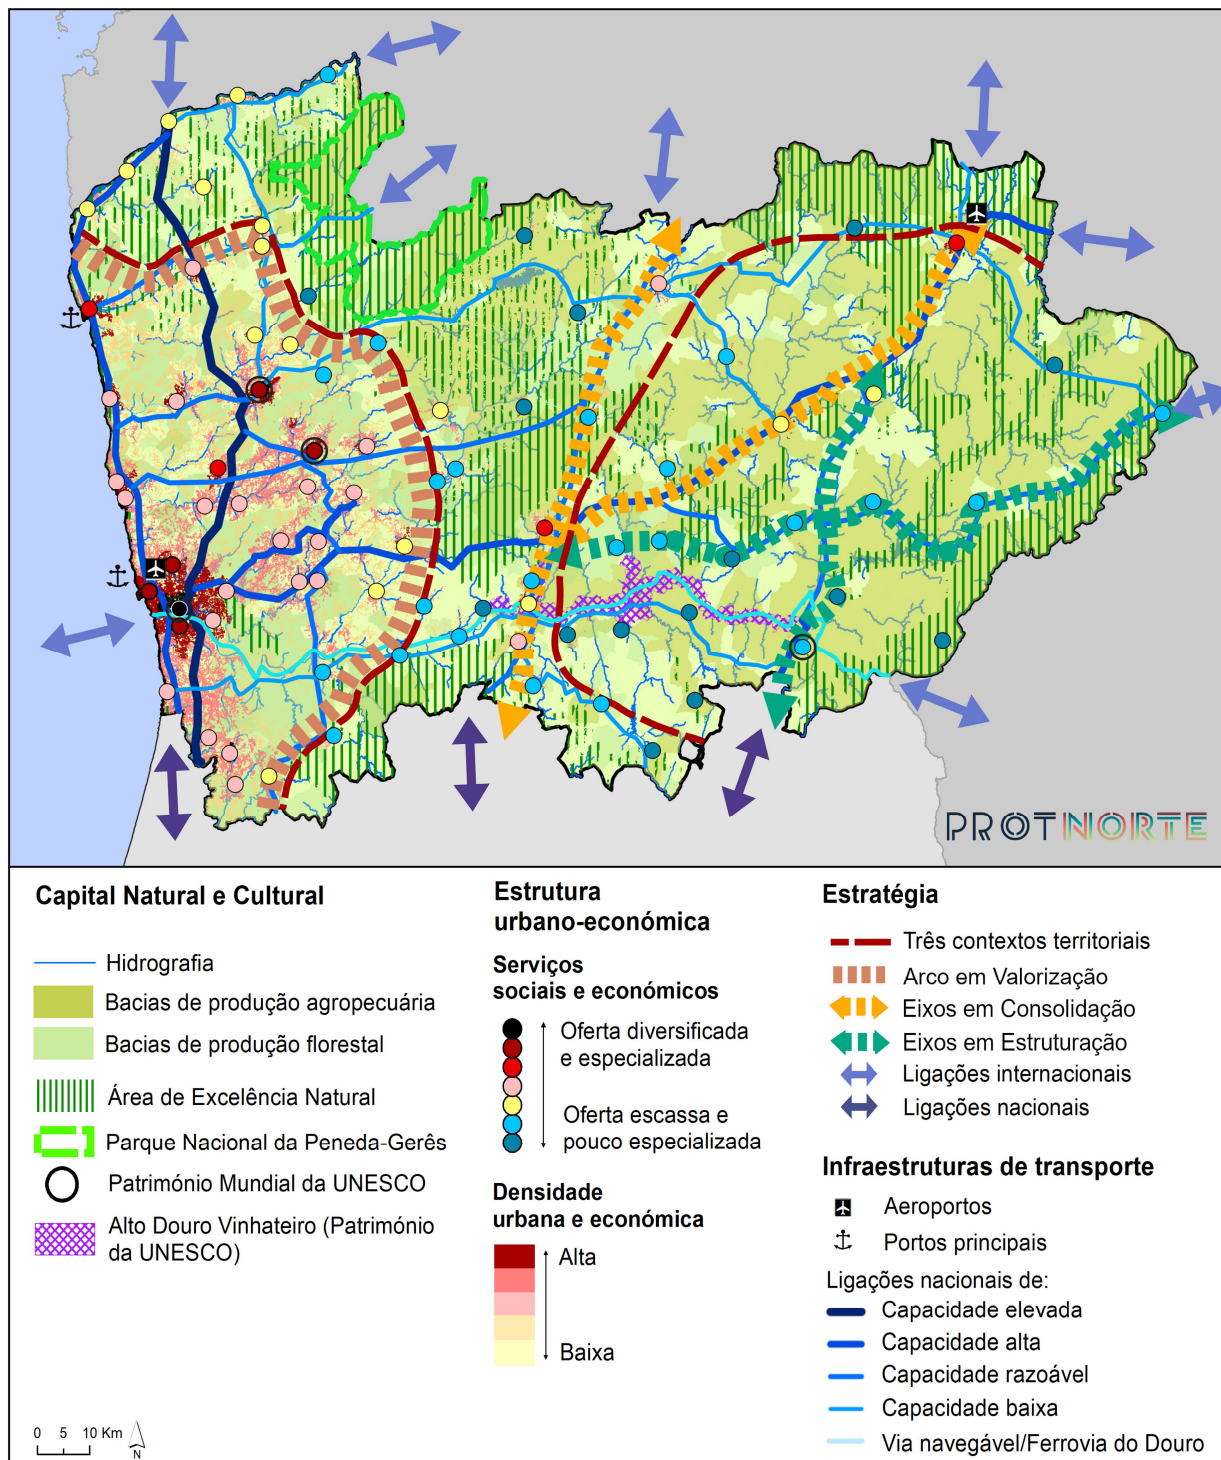 PROTNORTE
Capital Natural e Cultural
Hidrografia
Bacias de produção agropecuária
Bacias de produção florestal
Área de Excelência Natural
Parque Nacional da Peneda-Gerês
Património Mundial da UNESCO
Alto Douro Vinhateiro (Património
da UNESCO)
0 5 10 Km
N
Estrutura
urbano-económica
Serviços
sociais e económicos
Oferta diversificada
e especializada
Oferta escassa e
pouco especializada
Densidade
urbana e económica
Alta
Baixa
Estratégia
Três contextos territoriais
Arco em Valorização
Eixos em Consolidação
Eixos em Estruturação
Ligações internacionais
Ligações nacionais
Infraestruturas de transporte
Aeroportos
Portos principais
Ligações nacionais de:
Capacidade elevada
Capacidade alta
Capacidade razoável
Capacidade baixa
Via navegável/Ferrovia do Douro